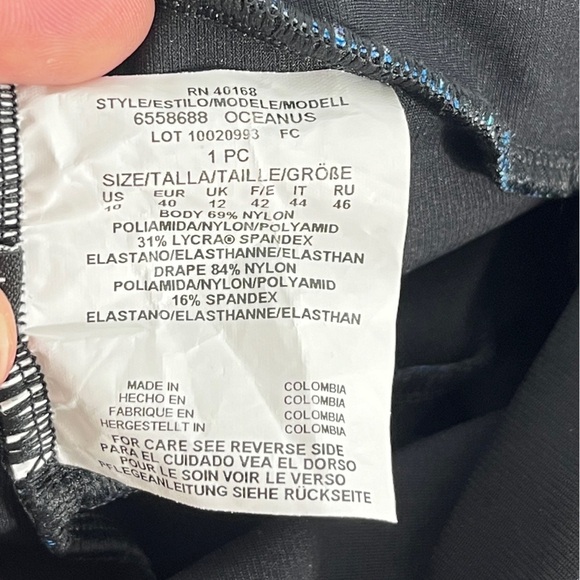 RN 40168
STYLE/ESTILO/MODELE/MODELL
6558688 OCEANUS
LOT 10020993 FC
1 PC
SIZE/TALLA/TAILLE/GRÖßE
US EUR UK F/E IT RU
10 40 12 42 44 46
BODY 69% NYLON
POLIAMIDA/NYLON/POLYAMID
31% LYCRA® SPANDEX
ELASTANO/ELASTHANNE/ELASTHAN
DRAPE 84% NYLON
POLIAMIDA/NYLON/POLYAMID
16% SPANDEX
ELASTANO/ELASTHANNE/ELASTHAN
MADE IN COLOMBIA
HECHO EN COLOMBIA
FABRIQUE EN COLOMBIA
HERGESTELLT IN COLOMBIA
FOR CARE SEE REVERSE SIDE
PARA EL CUIDADO VEA EL DORSO
POUR LE SOIN VOIR LE VERSO
PFLEGEANLEITUNG SIEHE RÜCKSEITE